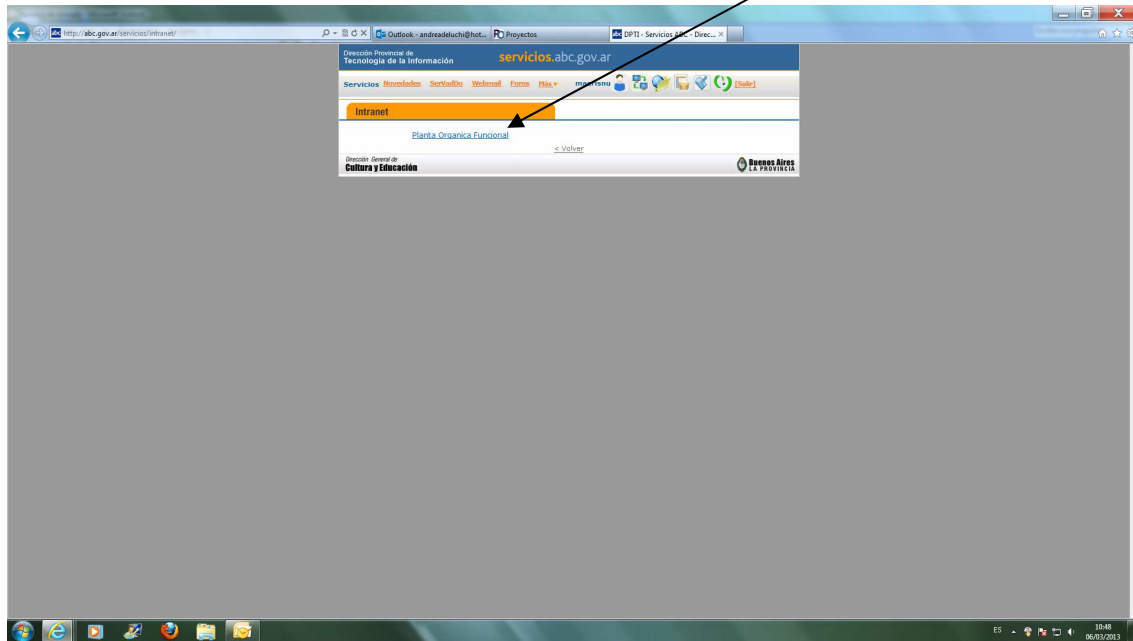 http://abc.gov.ar/servicios/intranet/
Outlook - andreadeluchi@hot...
Proyectos
abc DPTI - Servicios ABC - Direc...
Dirección Provincial de
Tecnología de la Información
servicios.abc.gov.ar
Servicios Novedades SerVadDo Webmail Foros Más
[Salir]
Intranet
Planta Organica Funcional
< Volver
Dirección General de
Cultura y Educación
Buenos Aires
LA PROVINCIA
ES
10:48
06/03/2013